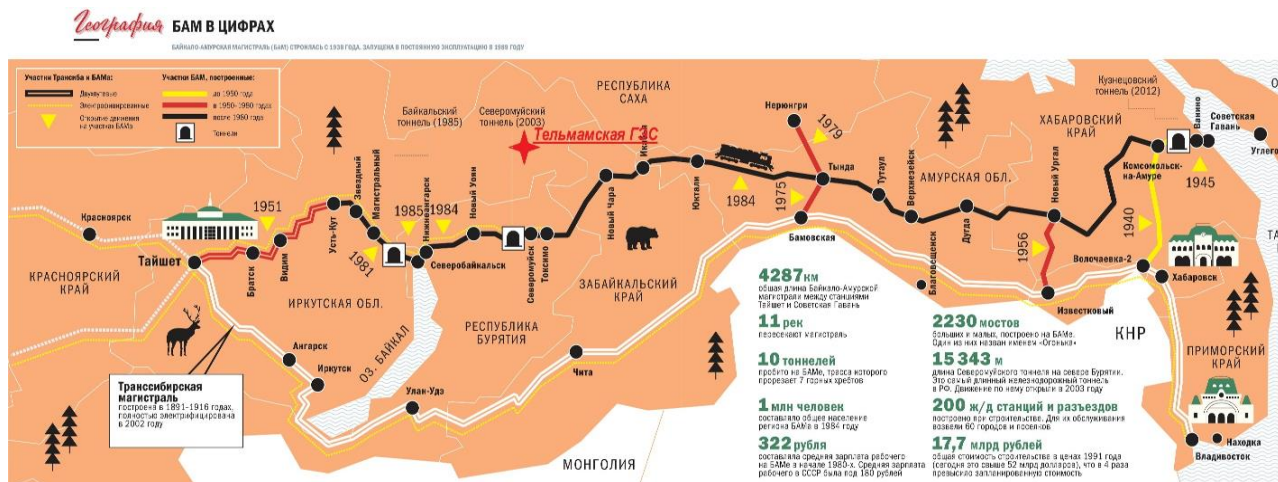 География БАМ В ЦИФРАХ
БАЙКАЛО-АМУРСКАЯ МАГИСТРАЛЬ (БАМ) СТРОИЛАСЬ С 1938 ГОДА, ЗАПУЩЕНА В ПОСТОЯННУЮ ЭКСПЛУАТАЦИЮ В 1989 ГОДУ
Участки Транссиба и БАМа:
Двухпутевые
Электрифицированные
Открытие движения
на участках БАМа
Участки БАМ, построенные:
до 1950 года
в 1950-1960 годах
после 1960 года
Тоннели
Байкальский
тоннель (1985)
Северомуйский
тоннель (2003)
РЕСПУБЛИКА
САХА
Кузнецовский
тоннель (2012)
ХАБАРОВСКИЙ
КРАЙ
Тельмамская ГЭС
Нерюнгри
1979
Ванино
Советская
Гавань
Углего
Комсомольск-
на-Амуре
1945
Красноярск
КРАСНОЯРСКИЙ
КРАЙ
Тайшет
Братск
1951
Видим
Усть-Кут
Звездный
Магистральный
1981
1985
Нижнеангарск
1984
Северобайкальск
Новый Уоян
Северомуйск
Токсимо
Новый Чара
Икабья
Юктали
1984
1975
Тында
Бамовская
Тутаул
Верхнезейск
АМУРСКАЯ ОБЛ.
Дугда
Новый Ургал
1956
1940
Волочаевка-2
Хабаровск
Известковый
Благовещенск
КНР
ПРИМОРСКИЙ
КРАЙ
Находка
Владивосток
ИРКУТСКАЯ ОБЛ.
ОЗ. БАЙКАЛ
РЕСПУБЛИКА
БУРЯТИЯ
ЗАБАЙКАЛЬСКИЙ
КРАЙ
Ангарск
Иркутск
Улан-Удэ
Чита
МОНГОЛИЯ
Транссибирская
магистраль
построена в 1891-1916 годах,
полностью электрифицирована
в 2002 году
4287 км
общая длина Байкало-Амурской
магистрали между станциями
Тайшет и Советская Гавань
11 рек
пересекают магистраль
10 тоннелей
пробито на БАМе, трасса которого
прорезает 7 горных хребтов
1 млн человек
составляло общее население
региона БАМа в 1984 году
322 рубля
составляла средняя зарплата рабочего
на БАМе в начале 1980-х. Средняя зарплата
рабочего в СССР была под 180 рублей
2230 мостов
больших и малых, построено на БАМе.
Один из них назван именем «Огонька»
15 343 м
длина Северомуйского тоннеля на севере Бурятии.
Это самый длинный железнодорожный тоннель
в РФ. Движение по нему открыли в 2003 году
200 ж/д станций и разъездов
построено при строительстве. Для их обслуживания
возвели 60 городов и поселков
17,7 млрд рублей
общая стоимость строительства в ценах 1991 года
(сегодня это свыше 52 млрд долларов), что в 4 раза
превысило запланированную стоимость